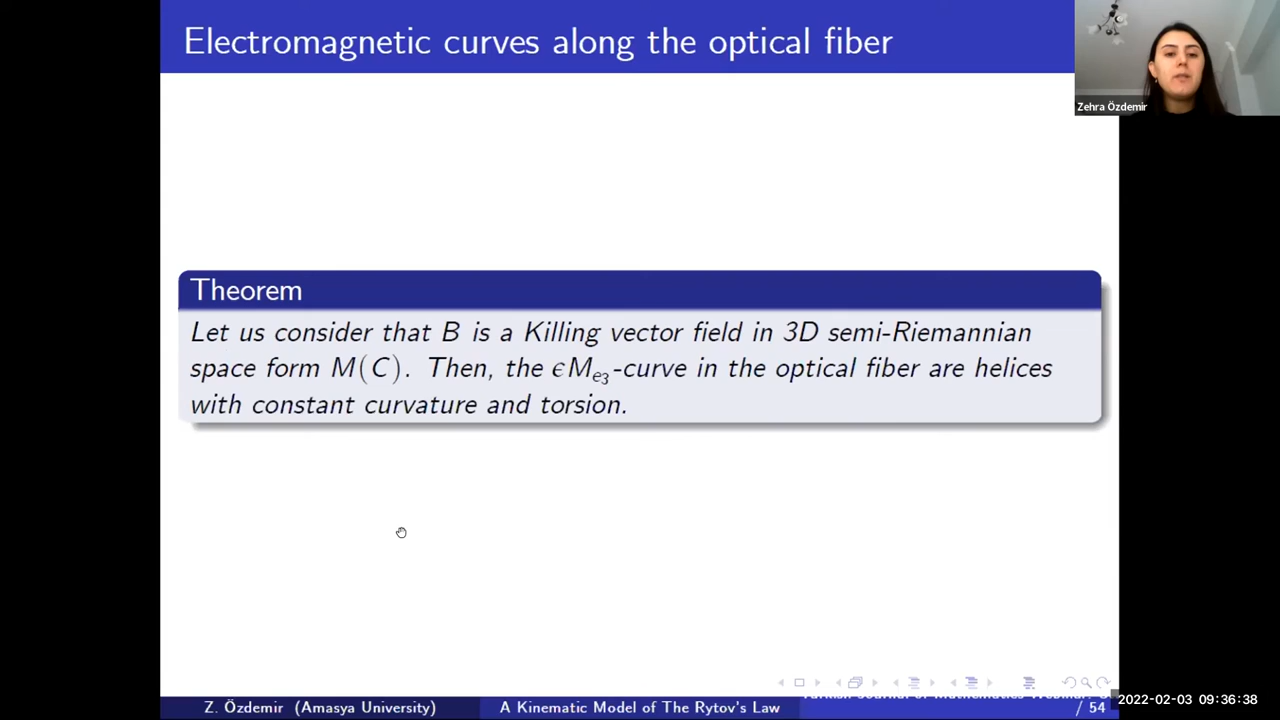 Electromagnetic curves along the optical fiber
Zehra Özdemir
Theorem
Let us consider that B is a Killing vector field in 3D semi-Riemannian
space form M(C). Then, the ϵM_{e_3}-curve in the optical fiber are helices
with constant curvature and torsion.
Z. Özdemir (Amasya University)
A Kinematic Model of The Rytov's Law
/ 54
2022-02-03 09:36:38